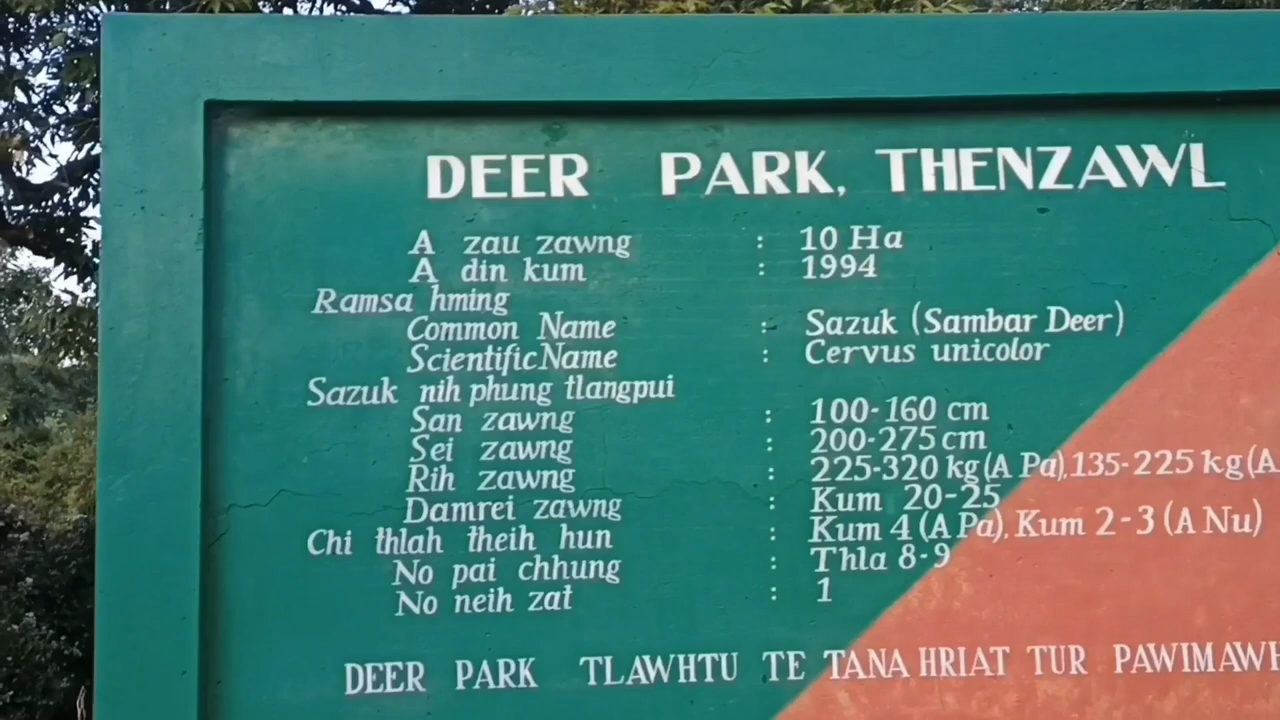 DEER PARK, THENZAWL
A zau zawng : 10 Ha
A din kum : 1994
Ramsa hming
Common Name : Sazuk (Sambar Deer)
Scientific Name : Cervus unicolor
Sazuk nih phung tlangpui
San zawng : 100-160 cm
Sei zawng : 200-275 cm
Rih zawng : 225-320 kg (A Pa), 135-225 kg (A
Damrei zawng : Kum 20-25
Chi thlah theih hun : Kum 4 (A Pa), Kum 2-3 (A Nu)
No pai chhung : Thla 8-9
No neih zat : 1
DEER PARK TLAWHTU TE TANA HRIAT TUR PAWIMAWH